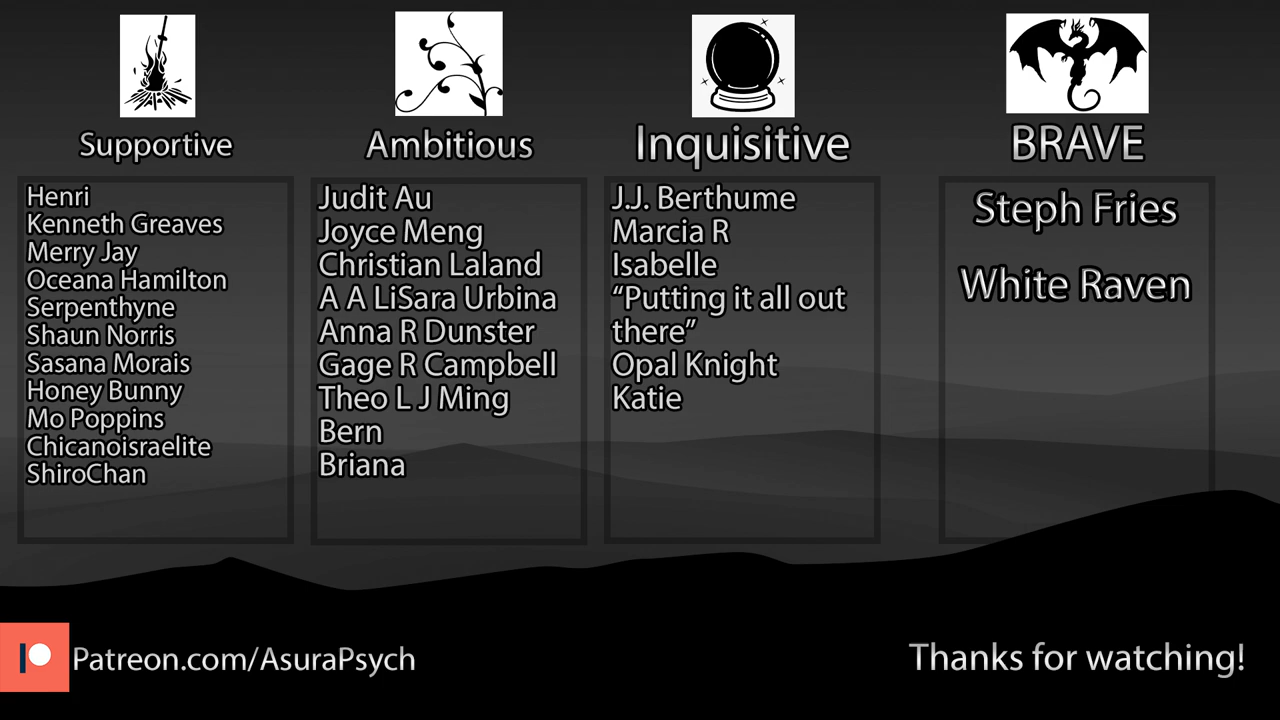 Supportive
Henri
Kenneth Greaves
Merry Jay
Oceana Hamilton
Serpenthyne
Shaun Norris
Sasana Morais
Honey Bunny
Mo Poppins
Chicanoisraelite
ShiroChan
Ambitious
Judit Au
Joyce Meng
Christian Laland
A A LiSara Urbina
Anna R Dunster
Gage R Campbell
Theo L J Ming
Bern
Briana
Inquisitive
J.J. Berthume
Marcia R
Isabelle
“Putting it all out
there”
Opal Knight
Katie
BRAVE
Steph Fries
White Raven
Patreon.com/AsuraPsych
Thanks for watching!